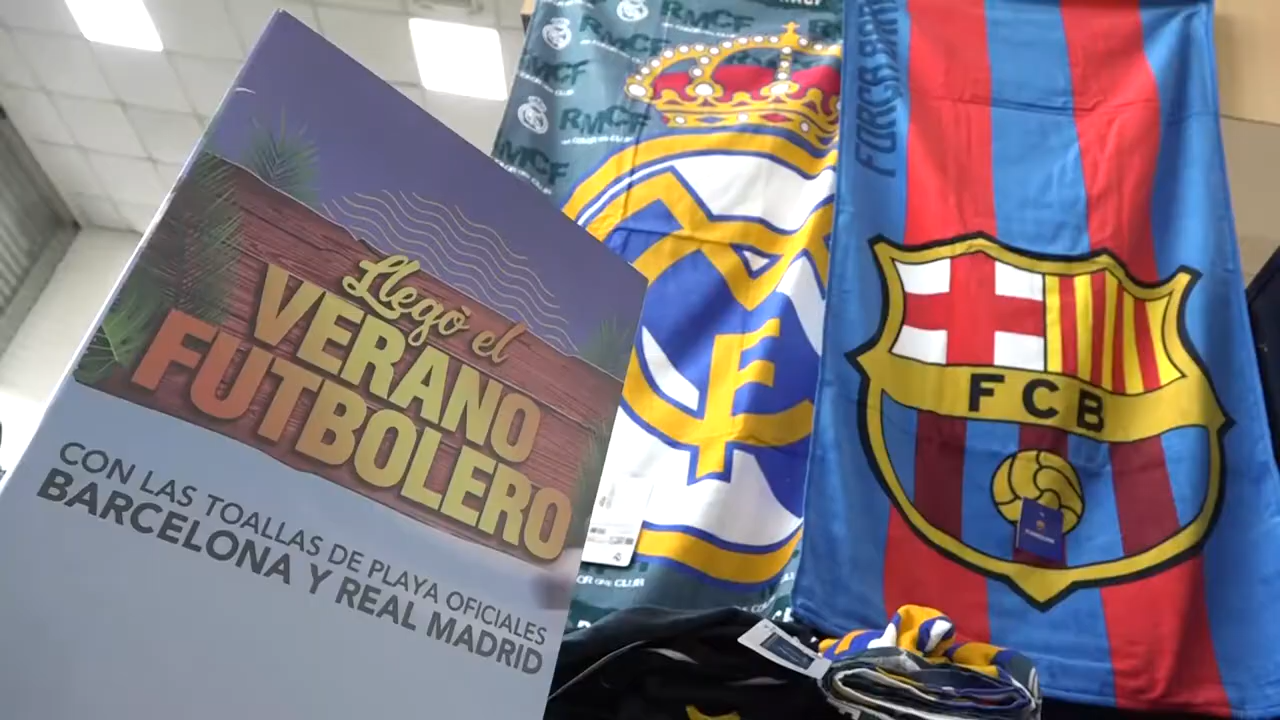 Llegó el
VERANO
FUTBOLERO
CON LAS TOALLAS DE PLAYA OFICIALES
BARCELONA Y REAL MADRID
RMCF
RMCF
RMCF
RMCF
FORÇA BAR
FCB